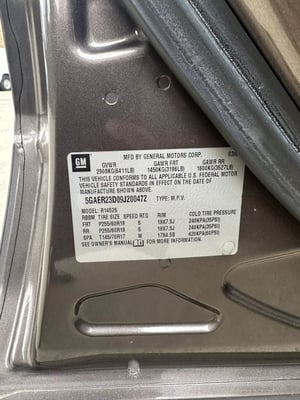 GM
MFD BY GENERAL MOTORS CORP.
GVWR GAWR FRT GAWR RR
2908KG(6411LB) 1450KG(3196LB) 1600KG(3527LB)
THIS VEHICLE CONFORMS TO ALL APPLICABLE U.S. FEDERAL MOTOR
VEHICLE SAFETY STANDARDS IN EFFECT ON THE DATE OF
MANUFACTURE SHOWN ABOVE.
5GAER23D09J200472 TYPE: M.P.V.
MODEL: R14526
TIRE SIZE SPEED RTG RIM COLD TIRE PRESSURE
FRT P255/60R19 S 19X7.5J 240KPA(35PSI)
RR P255/60R19 S 19X7.5J 240KPA(35PSI)
SPA T145/70R17 M 17X4.5B 420KPA(60PSI)
SEE OWNER'S MANUAL FOR MORE INFORMATION.